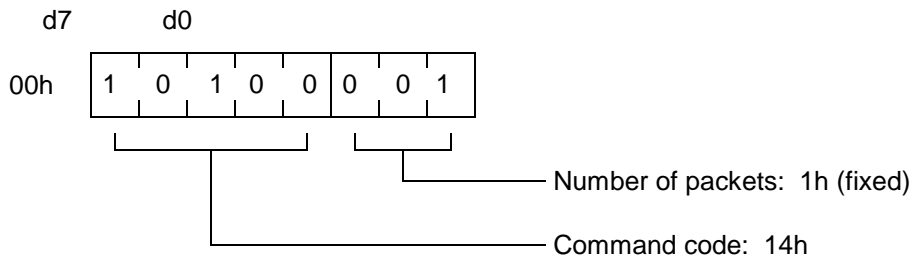 d7 d0
00h 1 0 1 0 0 0 0 1
Number of packets: 1h (fixed)
Command code: 14h